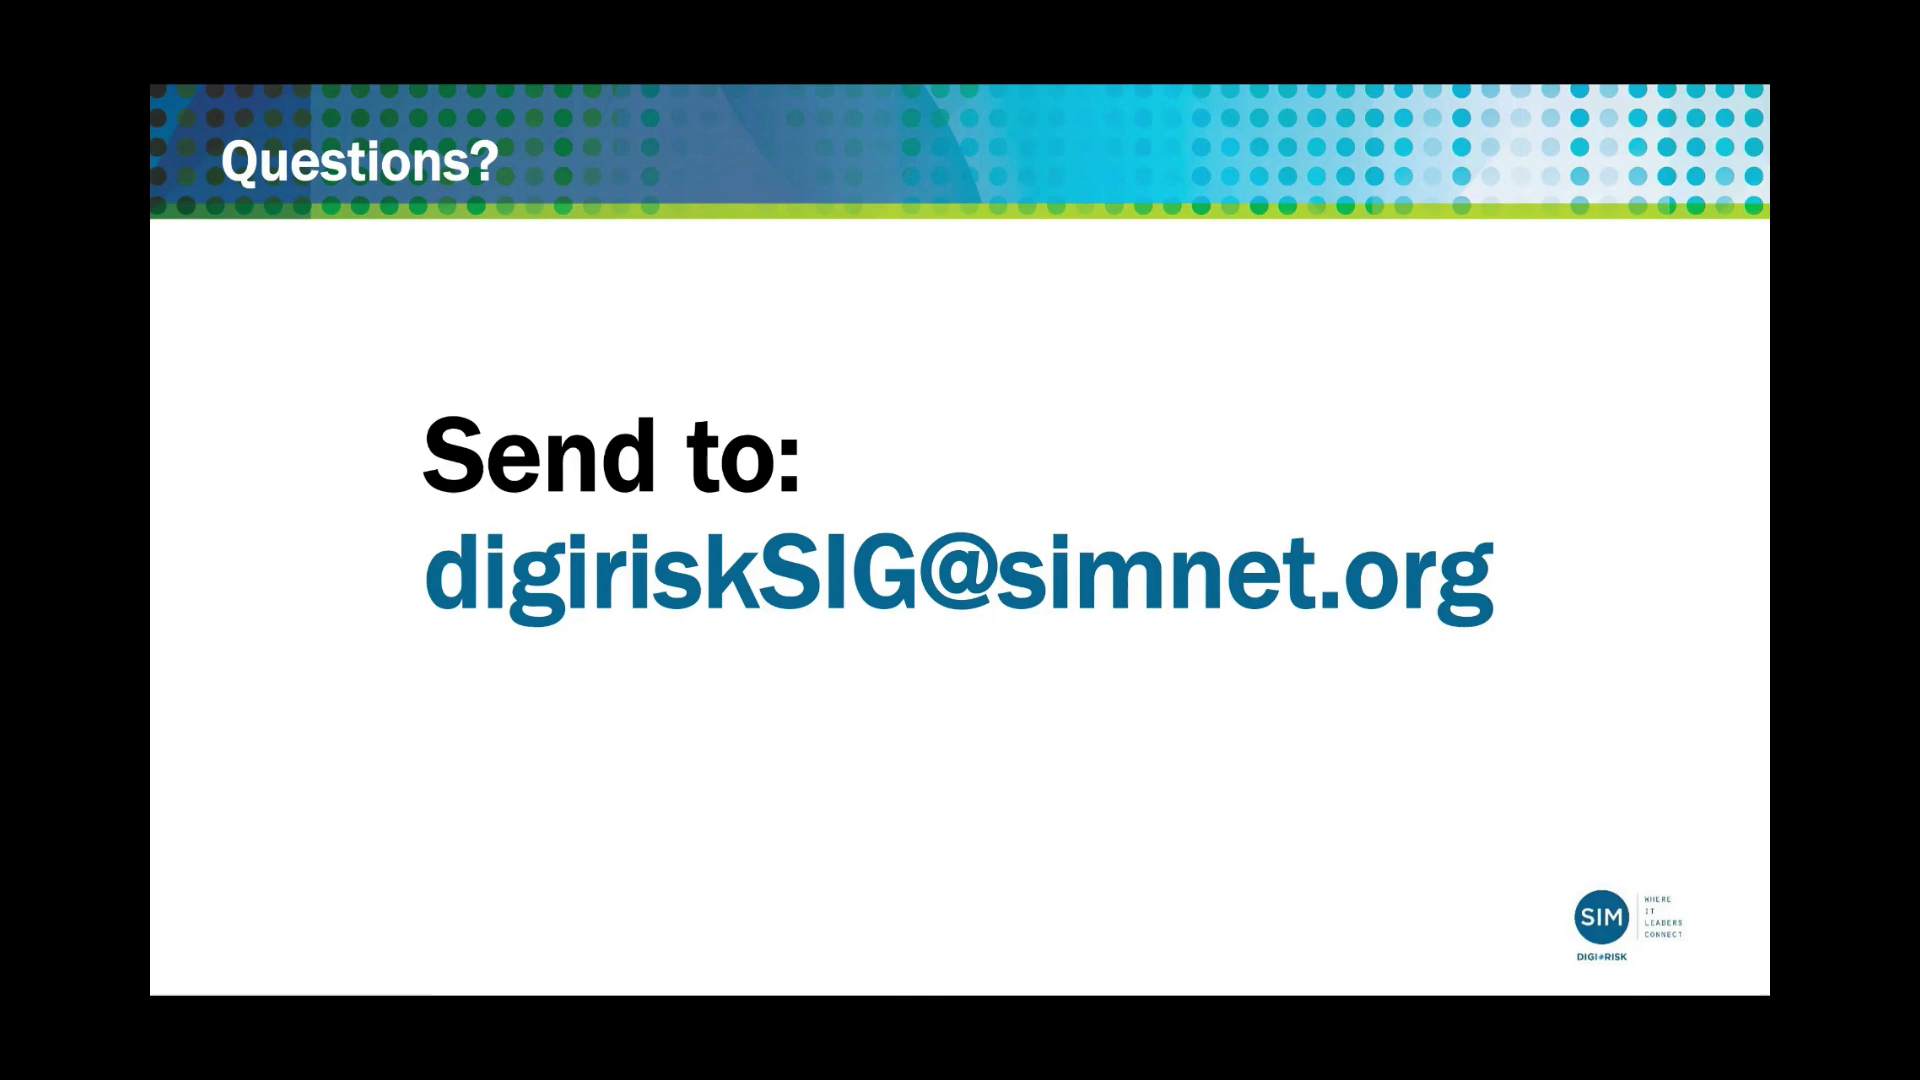 Questions?
Send to:
digiriskSIG@simnet.org
SIM
WHERE
IT
LEADERS
CONNECT
DIGI#RISK